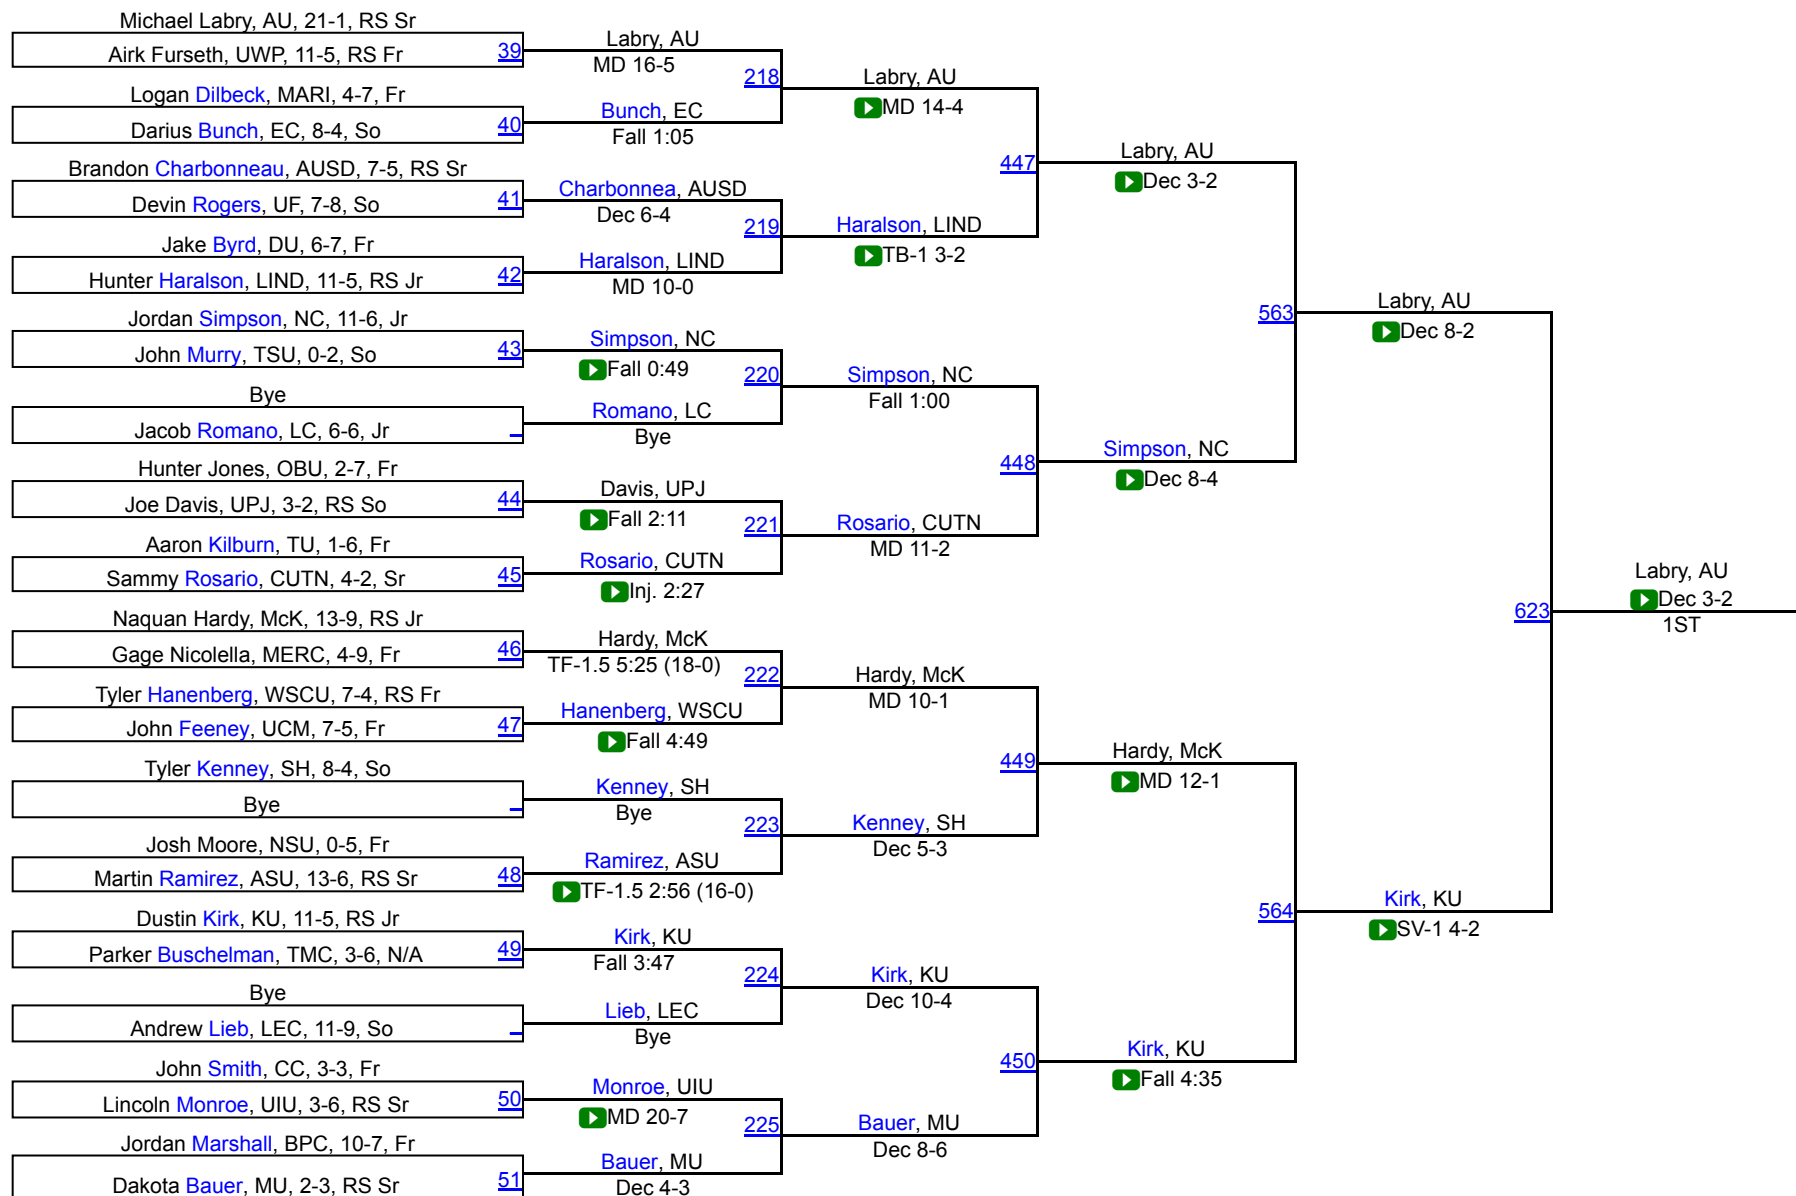 Michael Labry, AU, 21-1, RS Sr
Airk Furseth, UWP, 11-5, RS Fr
39
Logan Dilbeck, MARI, 4-7, Fr
Darius Bunch, EC, 8-4, So
40
Brandon Charbonneau, AUSD, 7-5, RS Sr
Devin Rogers, UF, 7-8, So
41
Jake Byrd, DU, 6-7, Fr
Hunter Haralson, LIND, 11-5, RS Jr
42
Jordan Simpson, NC, 11-6, Jr
John Murry, TSU, 0-2, So
43
Bye
Jacob Romano, LC, 6-6, Jr
Hunter Jones, OBU, 2-7, Fr
Joe Davis, UPJ, 3-2, RS So
44
Aaron Kilburn, TU, 1-6, Fr
Sammy Rosario, CUTN, 4-2, Sr
45
Naquan Hardy, McK, 13-9, RS Jr
Gage Nicolella, MERC, 4-9, Fr
46
Tyler Hanenberg, WSCU, 7-4, RS Fr
John Feeney, UCM, 7-5, Fr
47
Tyler Kenney, SH, 8-4, So
Bye
Josh Moore, NSU, 0-5, Fr
Martin Ramirez, ASU, 13-6, RS Sr
48
Dustin Kirk, KU, 11-5, RS Jr
Parker Buschelman, TMC, 3-6, N/A
49
Bye
Andrew Lieb, LEC, 11-9, So
John Smith, CC, 3-3, Fr
Lincoln Monroe, UIU, 3-6, RS Sr
50
Jordan Marshall, BPC, 10-7, Fr
Dakota Bauer, MU, 2-3, RS Sr
51
Labry, AU
MD 16-5
218
Bunch, EC
Fall 1:05
Charbonnea, AUSD
Dec 6-4
219
Haralson, LIND
MD 10-0
Simpson, NC
Fall 0:49
220
Romano, LC
Bye
Davis, UPJ
Fall 2:11
221
Rosario, CUTN
Inj. 2:27
Hardy, McK
TF-1.5 5:25 (18-0)
222
Hanenberg, WSCU
Fall 4:49
Kenney, SH
Bye
223
Ramirez, ASU
TF-1.5 2:56 (16-0)
Kirk, KU
Fall 3:47
224
Lieb, LEC
Bye
Monroe, UIU
MD 20-7
225
Bauer, MU
Dec 4-3
Labry, AU
MD 14-4
447
Haralson, LIND
TB-1 3-2
Simpson, NC
Fall 1:00
448
Rosario, CUTN
MD 11-2
Hardy, McK
MD 10-1
449
Kenney, SH
Dec 5-3
Kirk, KU
Dec 10-4
450
Bauer, MU
Dec 8-6
Labry, AU
Dec 3-2
563
Simpson, NC
Dec 8-4
Hardy, McK
MD 12-1
564
Kirk, KU
Fall 4:35
Labry, AU
Dec 8-2
623
Kirk, KU
SV-1 4-2
Labry, AU
Dec 3-2
1ST